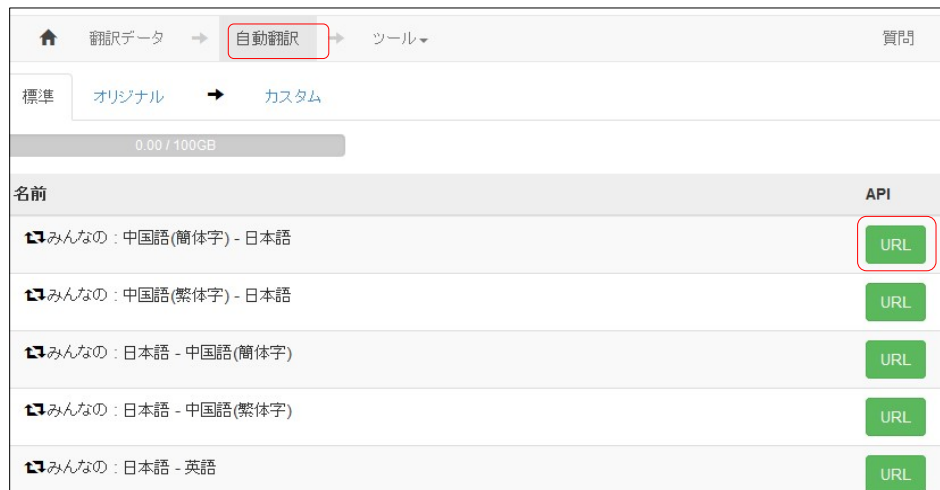 翻訳データ 自動翻訳 ツール 質問
標準 オリジナル カスタム
0.00 / 100GB
名前 API
みんなの : 中国語(簡体字) - 日本語 URL
みんなの : 中国語(繁体字) - 日本語 URL
みんなの : 日本語 - 中国語(簡体字) URL
みんなの : 日本語 - 中国語(繁体字) URL
みんなの : 日本語 - 英語 URL